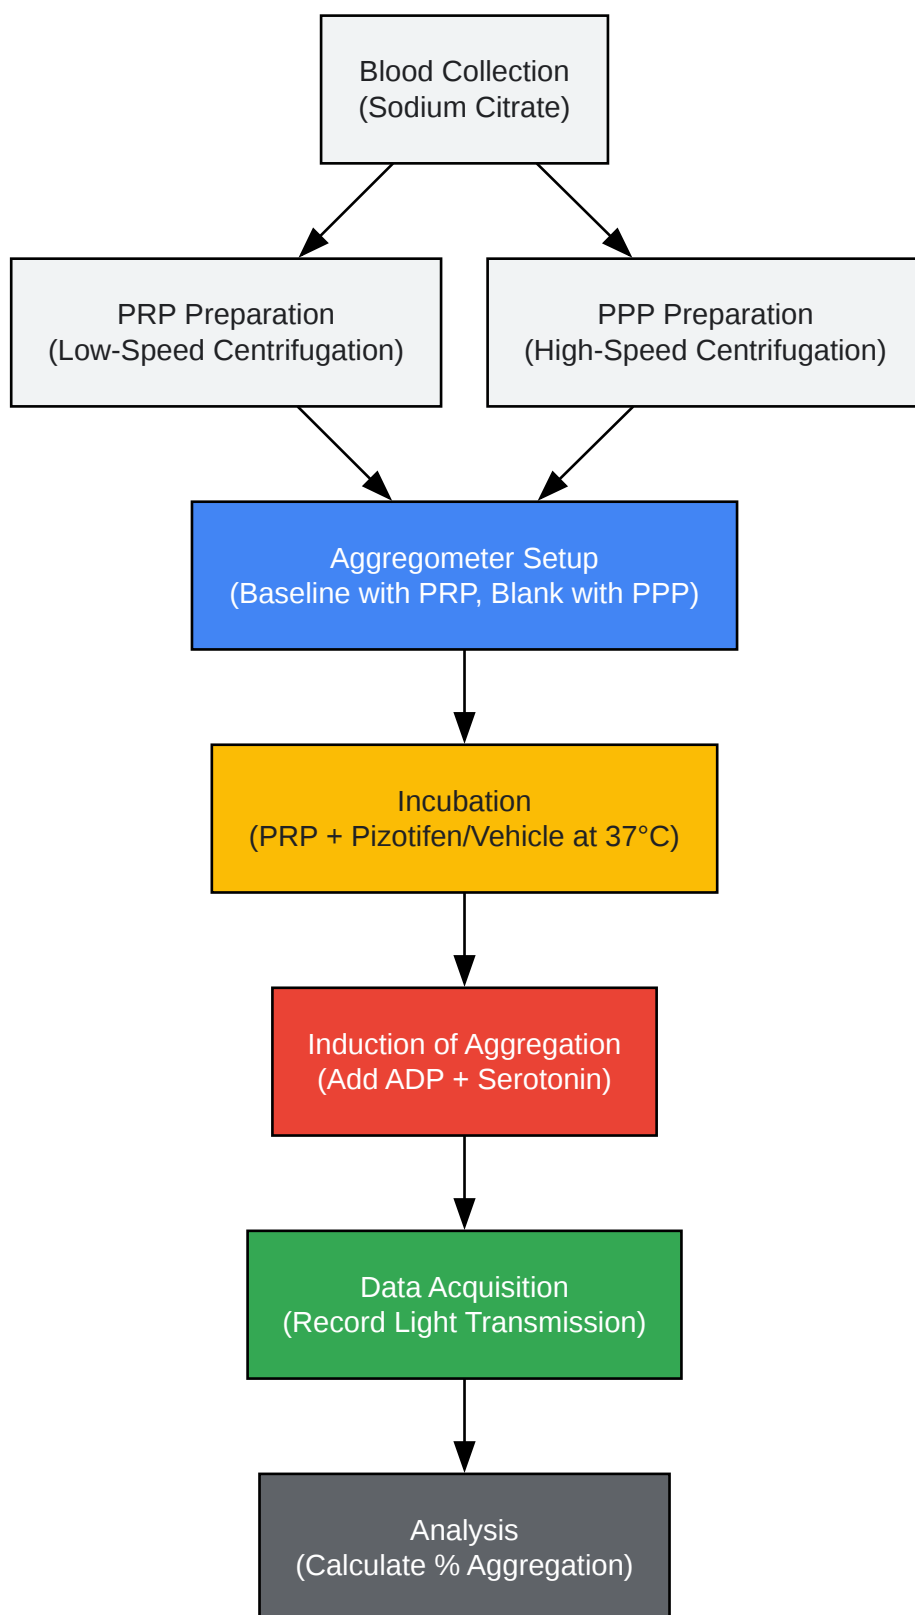 Blood Collection
(Sodium Citrate)
PRP Preparation
(Low-Speed Centrifugation)
PPP Preparation
(High-Speed Centrifugation)
Aggregometer Setup
(Baseline with PRP, Blank with PPP)
Incubation
(PRP + Pizotifen/Vehicle at 37°C)
Induction of Aggregation
(Add ADP + Serotonin)
Data Acquisition
(Record Light Transmission)
Analysis
(Calculate % Aggregation)